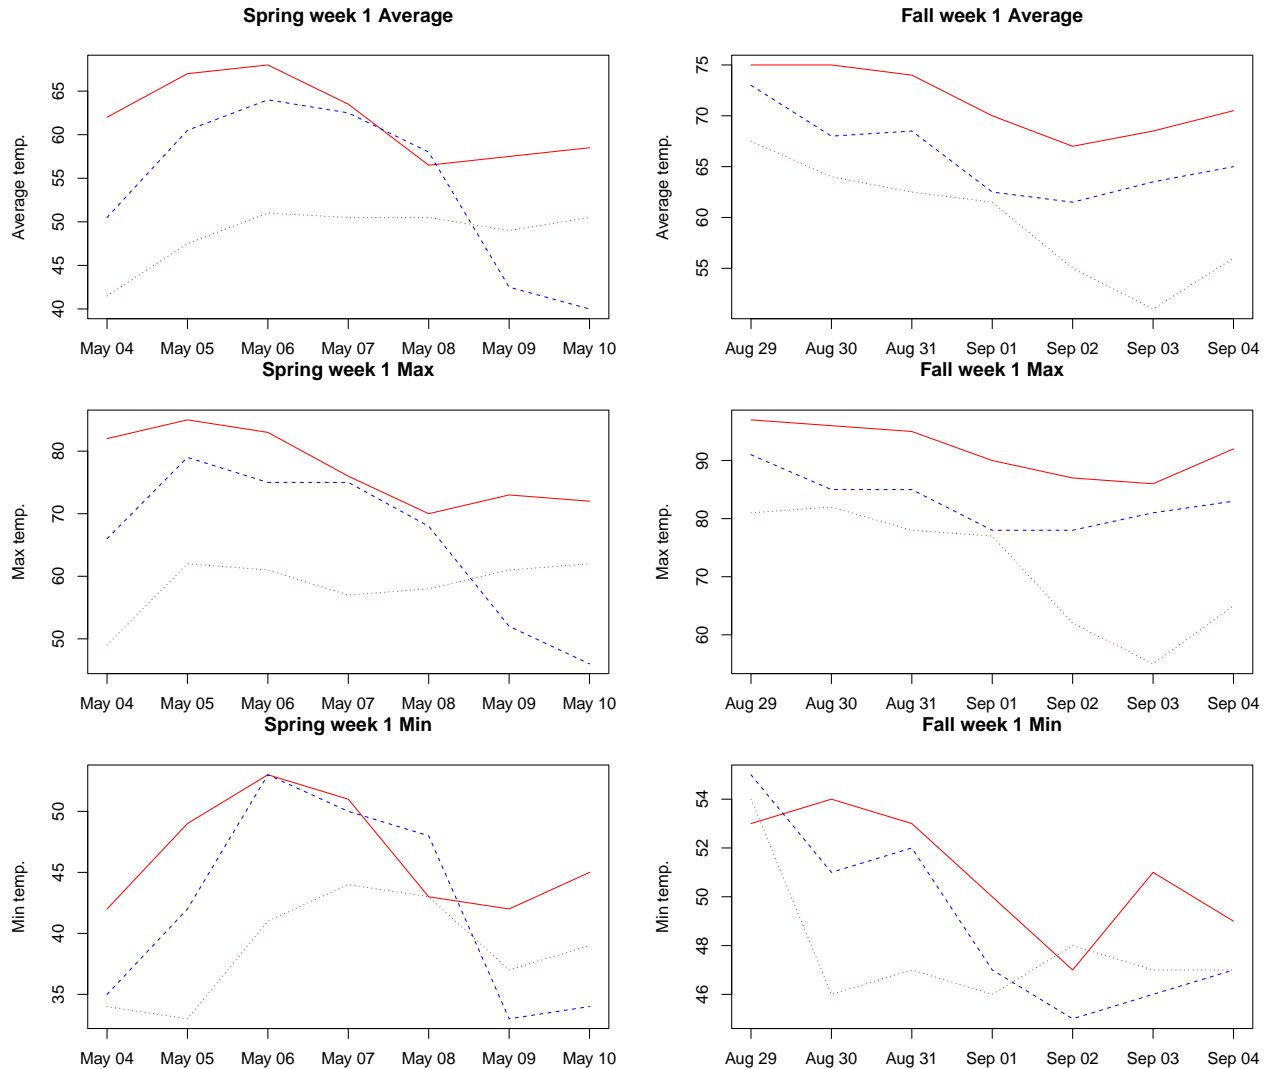 Spring week 1 Average
Average temp.
65
60
55
50
45
40
May 04 May 05 May 06 May 07 May 08 May 09 May 10
Fall week 1 Average
Average temp.
75
70
65
60
55
Aug 29 Aug 30 Aug 31 Sep 01 Sep 02 Sep 03 Sep 04
Spring week 1 Max
Max temp.
80
70
60
50
May 04 May 05 May 06 May 07 May 08 May 09 May 10
Fall week 1 Max
Max temp.
90
80
70
60
Aug 29 Aug 30 Aug 31 Sep 01 Sep 02 Sep 03 Sep 04
Spring week 1 Min
Min temp.
50
45
40
35
May 04 May 05 May 06 May 07 May 08 May 09 May 10
Fall week 1 Min
Min temp.
54
52
50
48
46
Aug 29 Aug 30 Aug 31 Sep 01 Sep 02 Sep 03 Sep 04